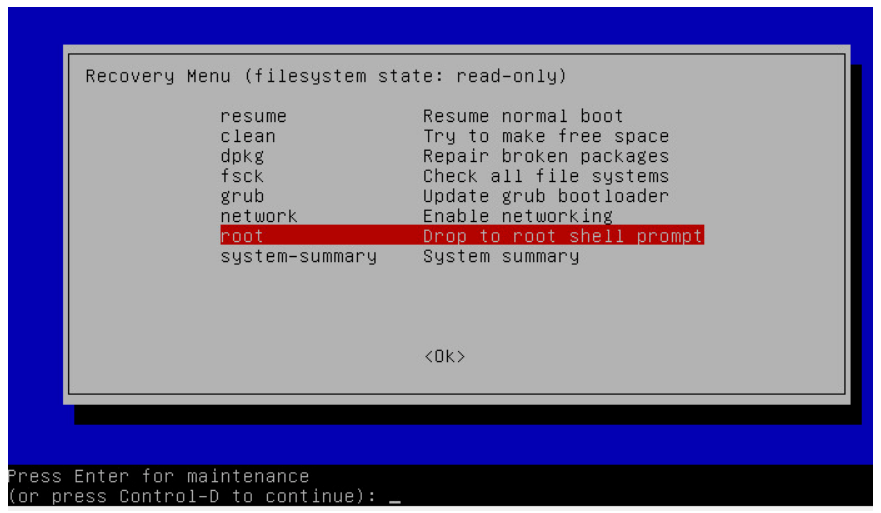 Recovery Menu (filesystem state: read-only)
resume Resume normal boot
clean Try to make free space
dpkg Repair broken packages
fsck Check all file systems
grub Update grub bootloader
network Enable networking
root Drop to root shell prompt
system-summary System summary
<Ok>
Press Enter for maintenance
(or press Control-D to continue): _